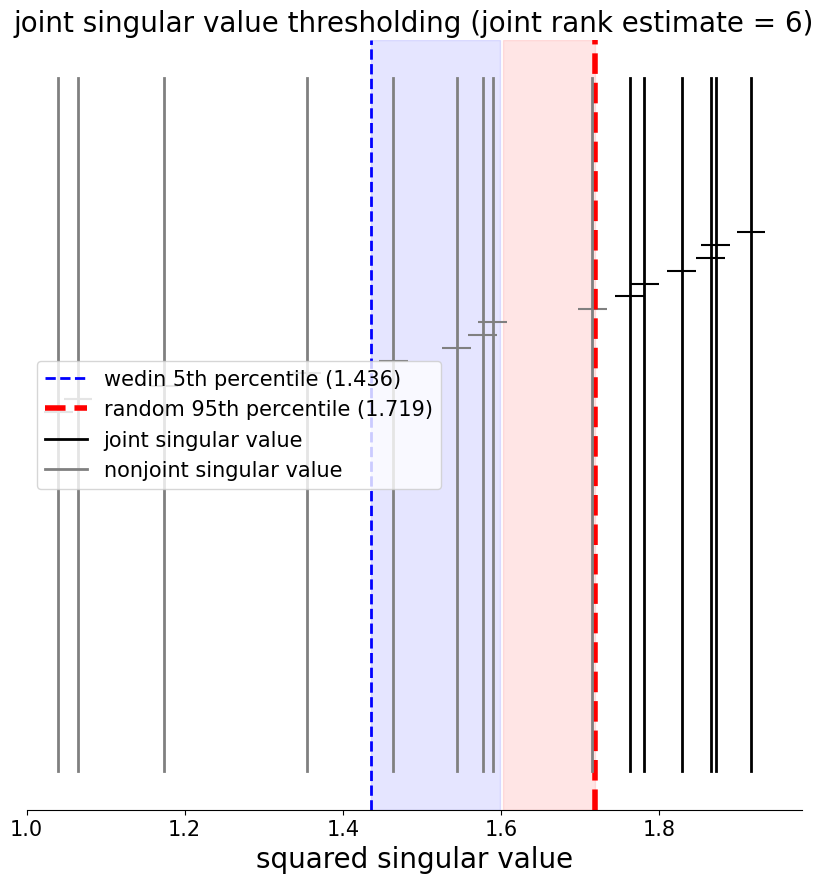 joint singular value thresholding (joint rank estimate = 6)
wedin 5th percentile (1.436)
random 95th percentile (1.719)
joint singular value
nonjoint singular value
1.0 1.2 1.4 1.6 1.8
squared singular value